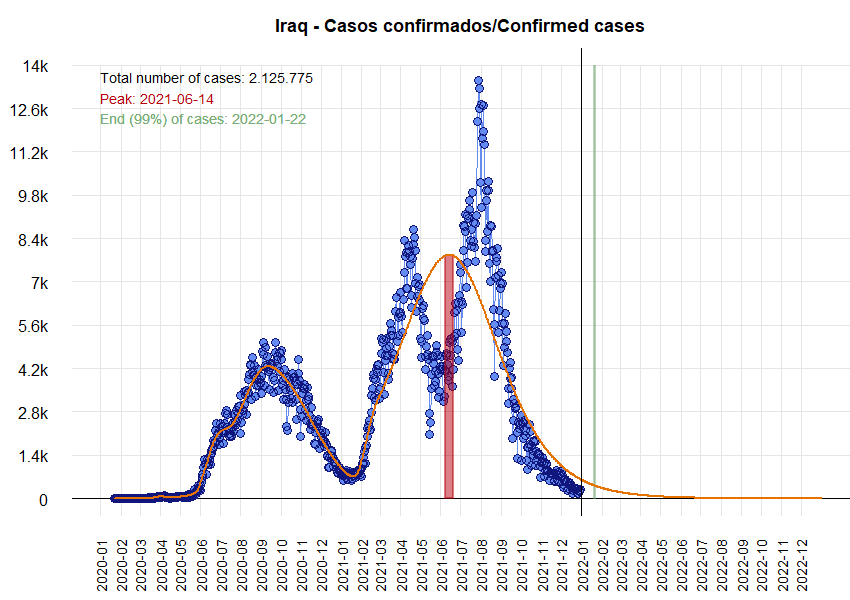 Iraq - Casos confirmados/Confirmed cases
Total number of cases: 2.125.775
Peak: 2021-06-14
End (99%) of cases: 2022-01-22
14k
12.6k
11.2k
9.8k
8.4k
7k
5.6k
4.2k
2.8k
1.4k
0
2020-01
2020-02
2020-03
2020-04
2020-05
2020-06
2020-07
2020-08
2020-09
2020-10
2020-11
2020-12
2021-01
2021-02
2021-03
2021-04
2021-05
2021-06
2021-07
2021-08
2021-09
2021-10
2021-11
2021-12
2022-01
2022-02
2022-03
2022-04
2022-05
2022-06
2022-07
2022-08
2022-09
2022-10
2022-11
2022-12